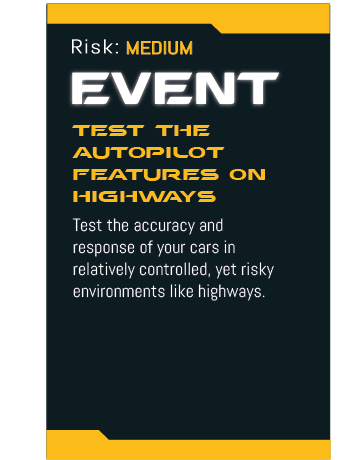 Risk: MEDIUM
EVENT
TEST THE
AUTOPILOT
FEATURES ON
HIGHWAYS
Test the accuracy and
response of your cars in
relatively controlled, yet risky
environments like highways.